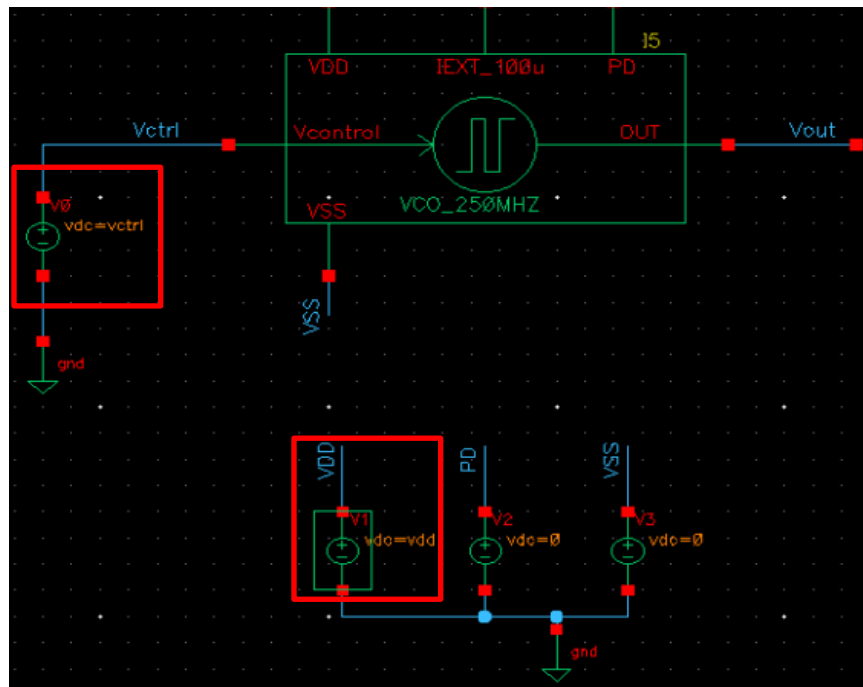 I5
VDD IEXT_100u PD
Vctrl Vcontrol OUT Vout
V0
vdc=vctrl
VSS VCO_250MHZ
VSS
gnd
VDD PD VSS
V1 V2 V3
vdc=vdd vdc=0 vdc=0
gnd